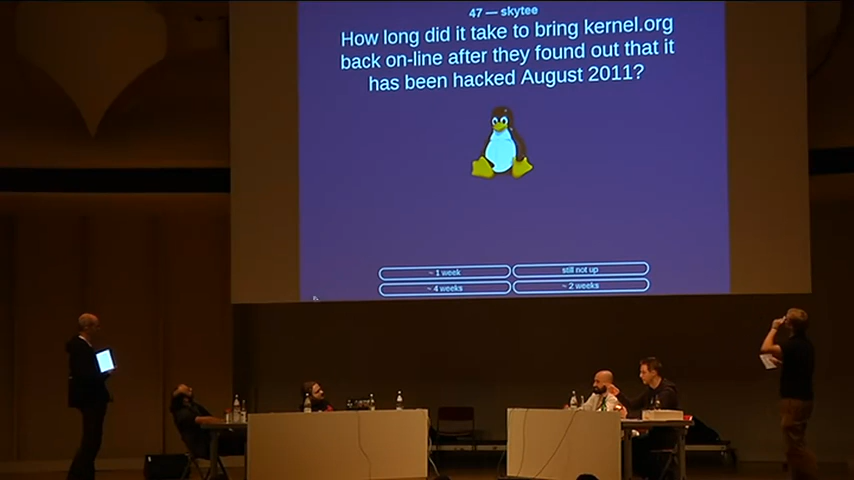 47 — skytee
How long did it take to bring kernel.org
back on-line after they found out that it
has been hacked August 2011?
~ 1 week
still not up
~ 4 weeks
~ 2 weeks